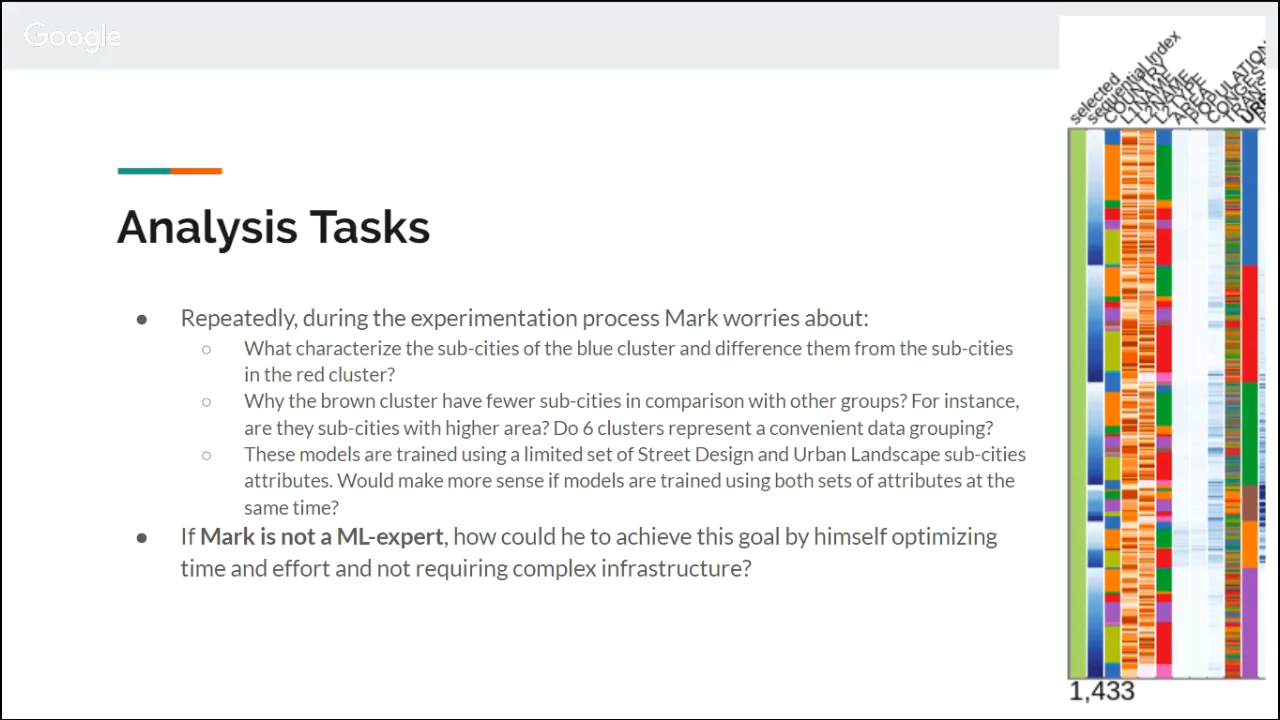 Google
Analysis Tasks
● Repeatedly, during the experimentation process Mark worries about:
○ What characterize the sub-cities of the blue cluster and difference them from the sub-cities
in the red cluster?
○ Why the brown cluster have fewer sub-cities in comparison with other groups? For instance,
are they sub-cities with higher area? Do 6 clusters represent a convenient data grouping?
○ These models are trained using a limited set of Street Design and Urban Landscape sub-cities
attributes. Would make more sense if models are trained using both sets of attributes at the
same time?
● If Mark is not a ML-expert, how could he to achieve this goal by himself optimizing
time and effort and not requiring complex infrastructure?
selected
sequential Index
COUNTRY
L1NAME
L2NAME
L2TYPE
AREA
POPULATION
1,433